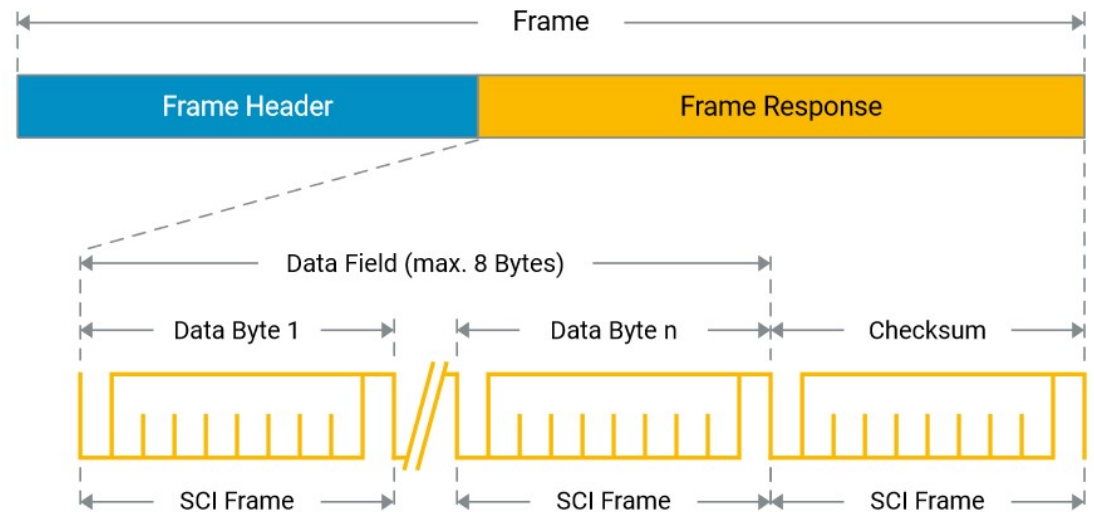 Frame
Frame Header
Frame Response
Data Field (max. 8 Bytes)
Data Byte 1
Data Byte n
Checksum
SCI Frame
SCI Frame
SCI Frame